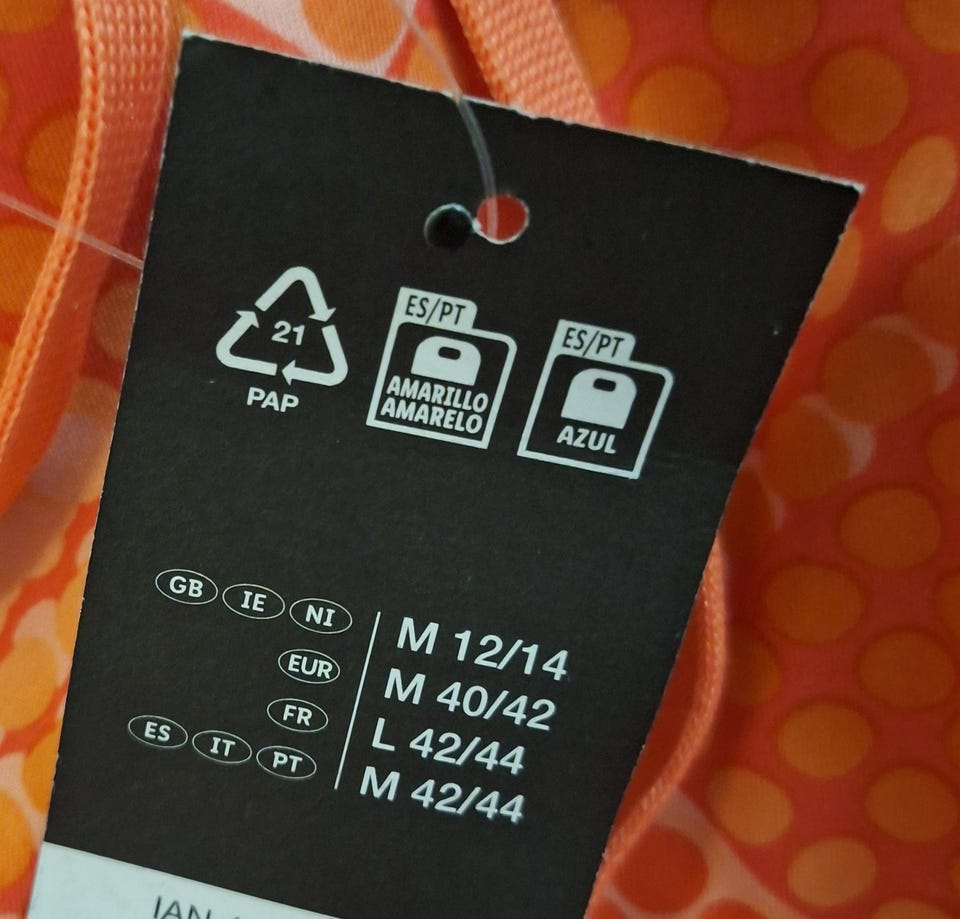 21
PAP
ES/PT
AMARILLO
AMARELO
ES/PT
AZUL
GB IE NI M 12/14
EUR M 40/42
FR L 42/44
ES IT PT M 42/44
IAN